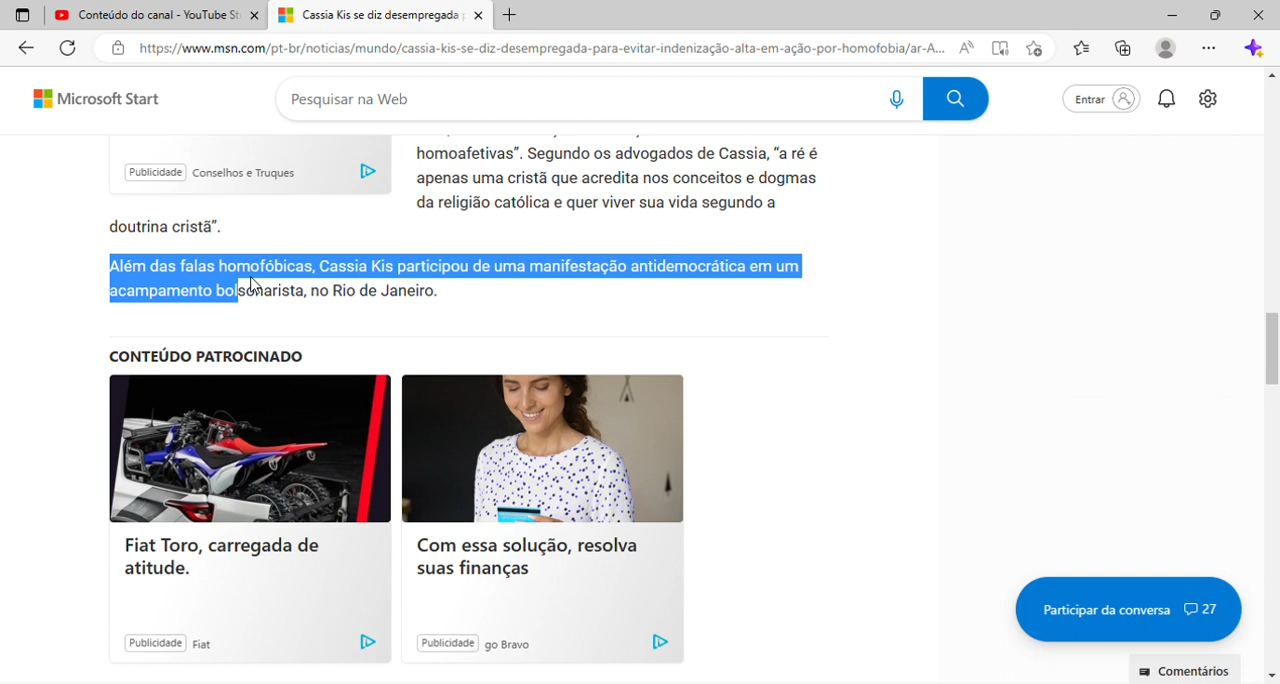 Conteúdo do canal - YouTube St
Cassia Kis se diz desempregada
https://www.msn.com/pt-br/noticias/mundo/cassia-kis-se-diz-desempregada-para-evitar-indenização-alta-em-ação-por-homofobia/ar-A...
Microsoft Start
Pesquisar na Web
Entrar
Publicidade Conselhos e Truques
homoafetivas”. Segundo os advogados de Cassia, “a ré é
apenas uma cristã que acredita nos conceitos e dogmas
da religião católica e quer viver sua vida segundo a
doutrina cristã”.
Além das falas homofóbicas, Cassia Kis participou de uma manifestação antidemocrática em um
acampamento bolsonarista, no Rio de Janeiro.
CONTEÚDO PATROCINADO
Fiat Toro, carregada de
atitude.
Publicidade Fiat
Com essa solução, resolva
suas finanças
Publicidade go Bravo
Participar da conversa 27
Comentários